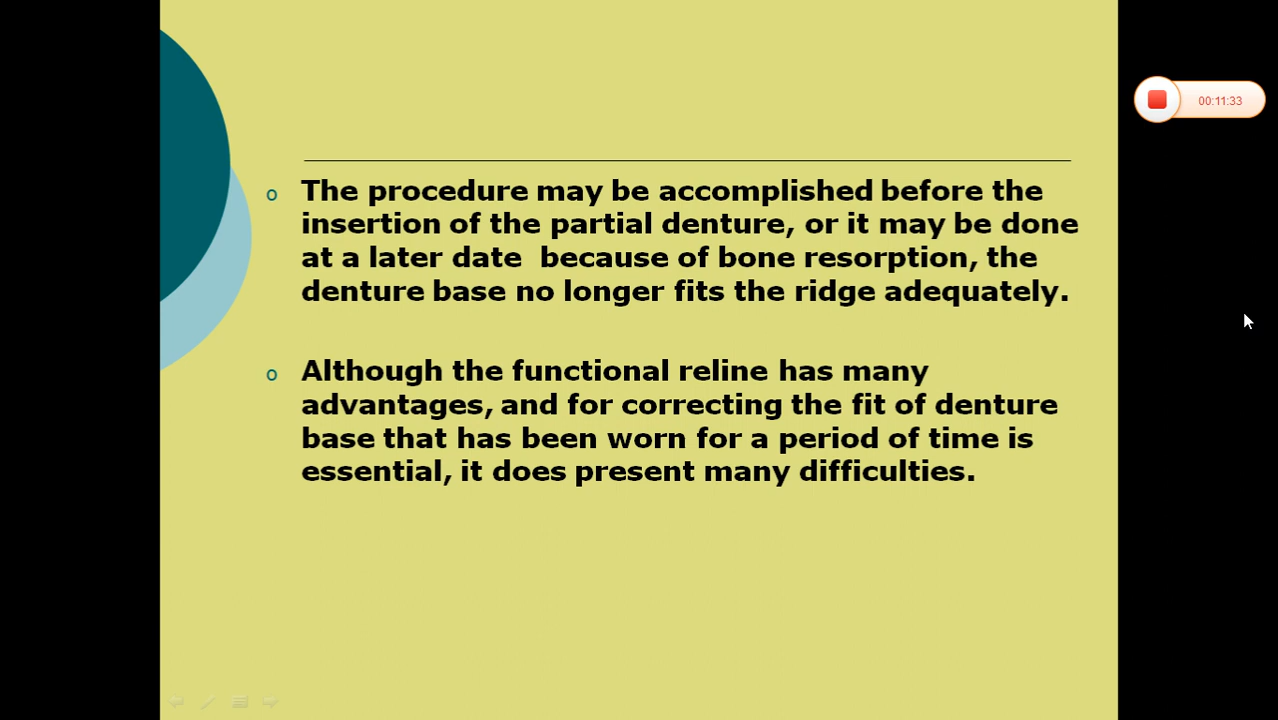 00:11:33
o The procedure may be accomplished before the
insertion of the partial denture, or it may be done
at a later date  because of bone resorption, the
denture base no longer fits the ridge adequately.
o Although the functional reline has many
advantages, and for correcting the fit of denture
base that has been worn for a period of time is
essential, it does present many difficulties.